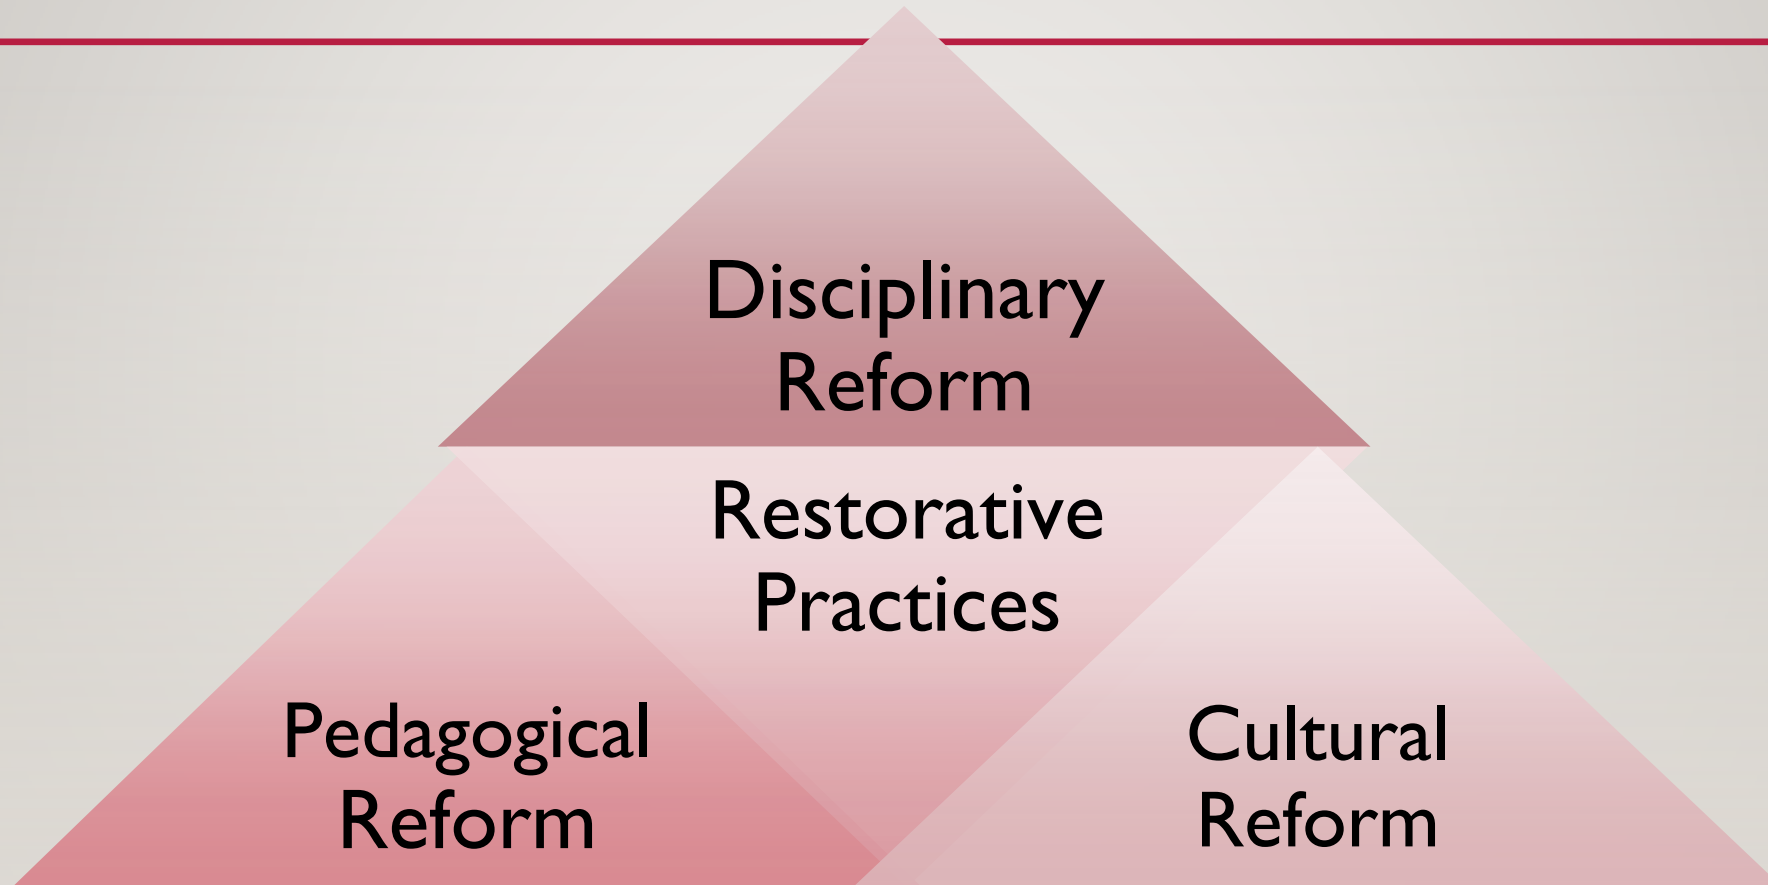 Disciplinary
Reform
Restorative
Practices
Pedagogical
Reform
Cultural
Reform